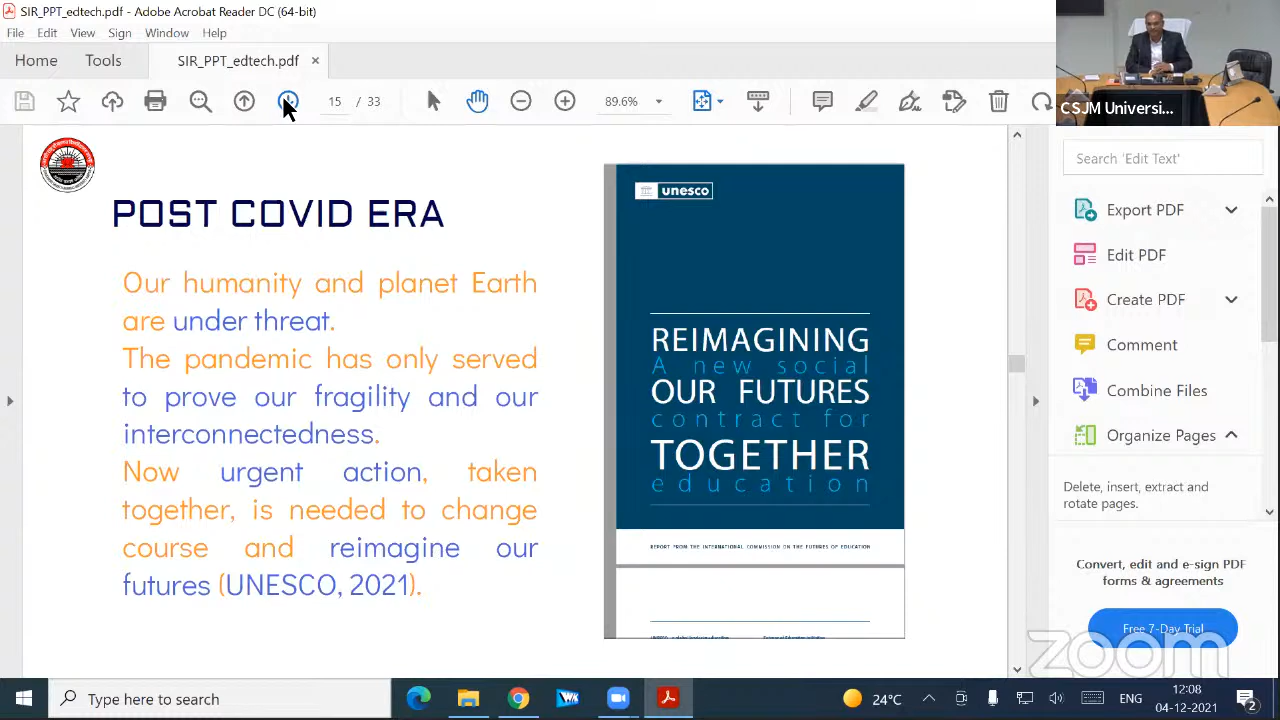 SIR_PPT_edtech.pdf - Adobe Acrobat Reader DC (64-bit)
File Edit View Sign Window Help
Home Tools SIR_PPT_edtech.pdf ×
15 / 33 89.6%
CSJM Universi...
Search 'Edit Text'
Export PDF
Edit PDF
Create PDF
Comment
Combine Files
Organize Pages
Delete, insert, extract and
rotate pages.
Convert, edit and e-sign PDF
forms & agreements
Free 7-Day Trial
zoom
POST COVID ERA
Our humanity and planet Earth
are under threat.
The pandemic has only served
to prove our fragility and our
interconnectedness.
Now urgent action, taken
together, is needed to change
course and reimagine our
futures (UNESCO, 2021).
unesco
REIMAGINING
A new social
OUR FUTURES
contract for
TOGETHER
education
REPORT FROM THE INTERNATIONAL COMMISSION ON THE FUTURES OF EDUCATION
Type here to search
24°C
ENG
12:08
04-12-2021
2